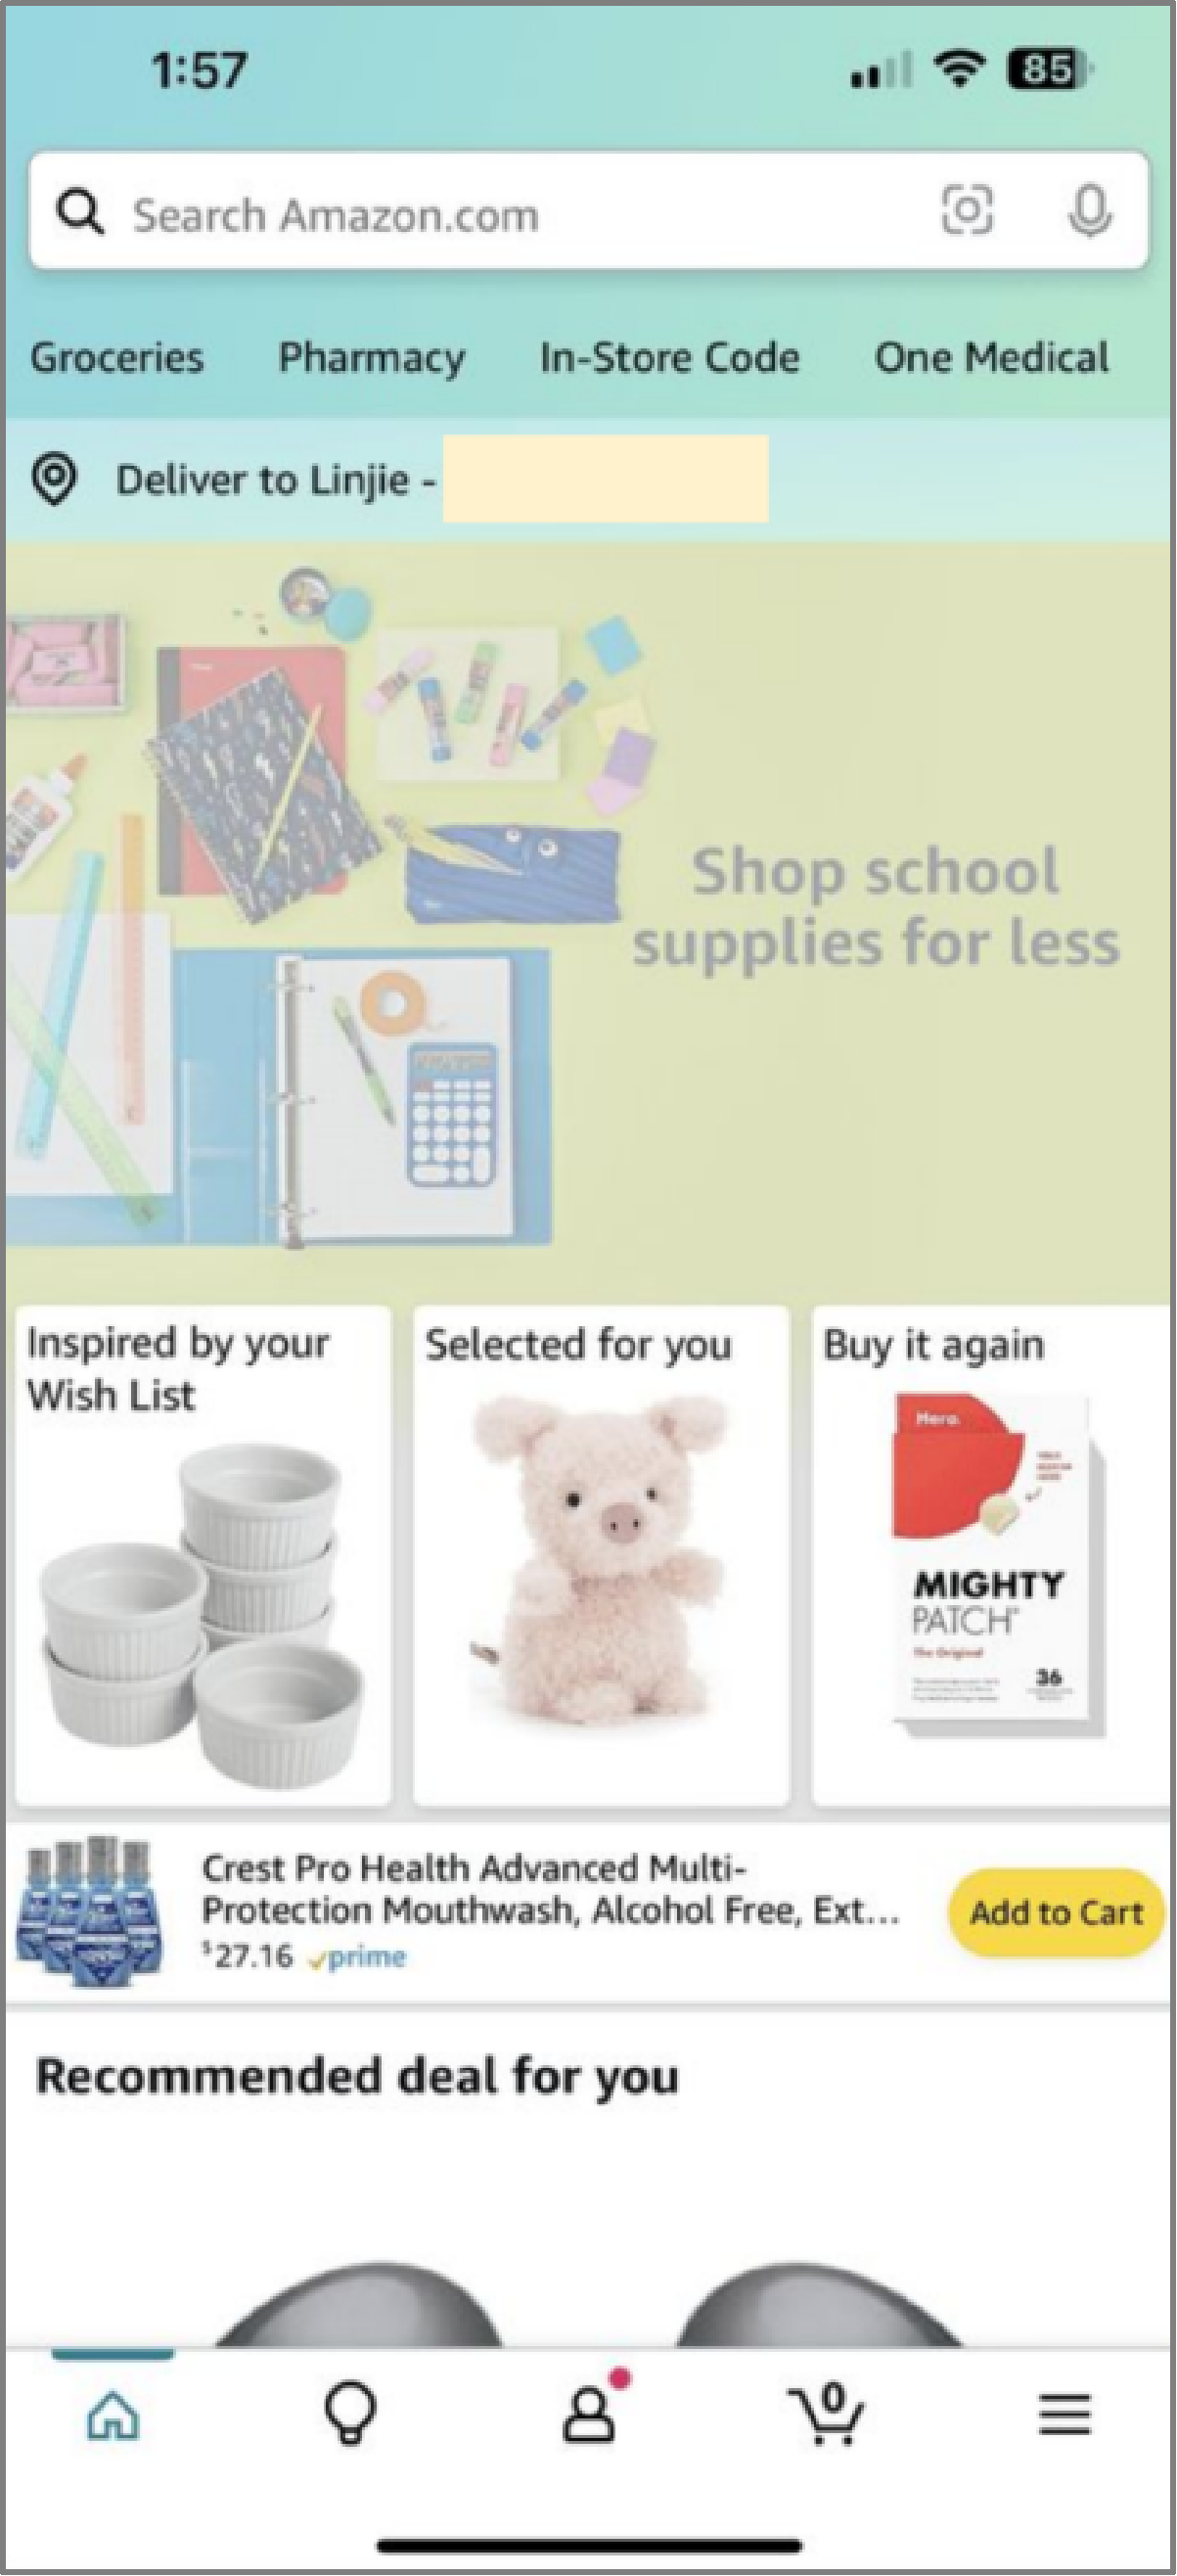 1:57
85
Search Amazon.com
Groceries Pharmacy In-Store Code One Medical
Deliver to Linjie -
Shop school
supplies for less
Inspired by your
Wish List
Selected for you
Buy it again
Hero.
MIGHTY
PATCH
The Original
36
Crest Pro Health Advanced Multi-
Protection Mouthwash, Alcohol Free, Ext...
$27.16 prime
Add to Cart
Recommended deal for you
0